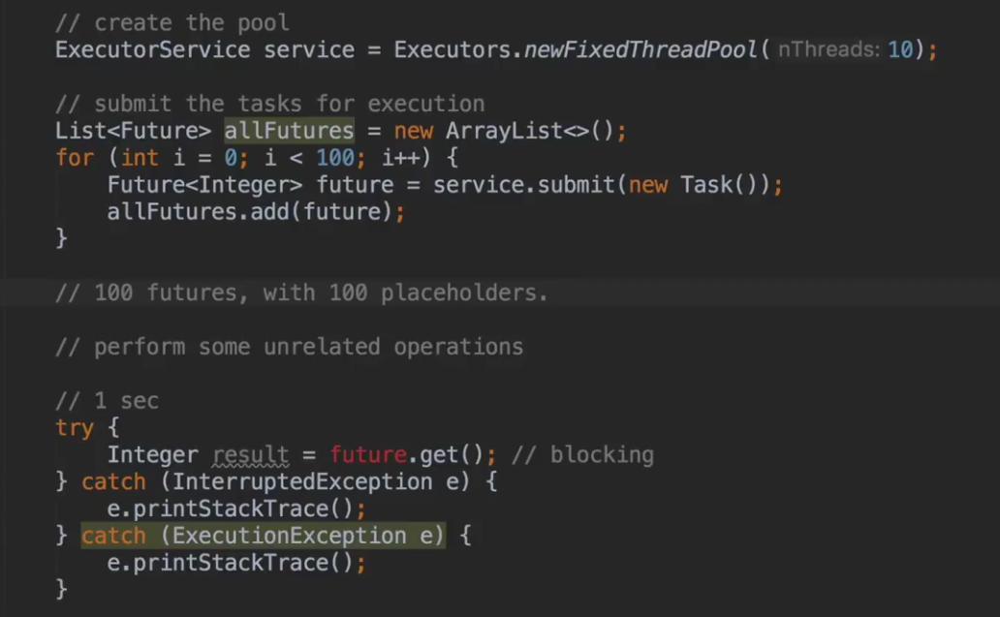 // create the pool
ExecutorService service = Executors.newFixedThreadPool( nThreads: 10);
// submit the tasks for execution
List<Future> allFutures = new ArrayList<>();
for (int i = 0; i < 100; i++) {
Future<Integer> future = service.submit(new Task());
allFutures.add(future);
}
// 100 futures, with 100 placeholders.
// perform some unrelated operations
// 1 sec
try {
Integer result = future.get(); // blocking
} catch (InterruptedException e) {
e.printStackTrace();
} catch (ExecutionException e) {
e.printStackTrace();
}